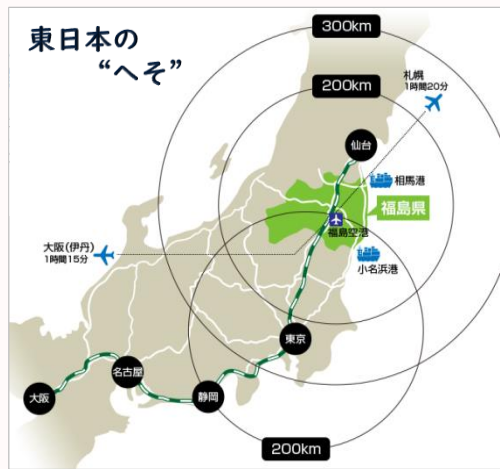 東日本の
“へそ”
300km
200km
札幌
1時間20分
仙台
相馬港
福島県
福島空港
大阪(伊丹)
1時間15分
小名浜港
東京
名古屋
静岡
大阪
200km